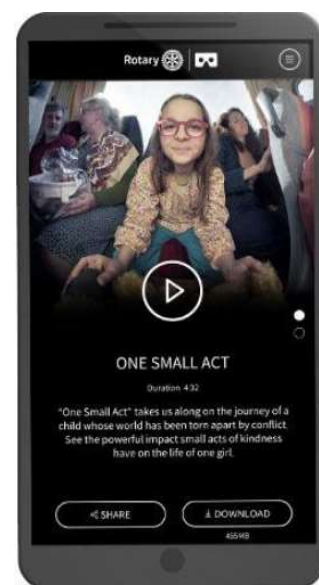 Rotary
ONE SMALL ACT
Duration 4:32
"One Small Act" takes us along on the journey of a
child whose world has been torn apart by conflict.
See the powerful impact small acts of kindness
have on the life of one girl.
SHARE
DOWNLOAD
455MB